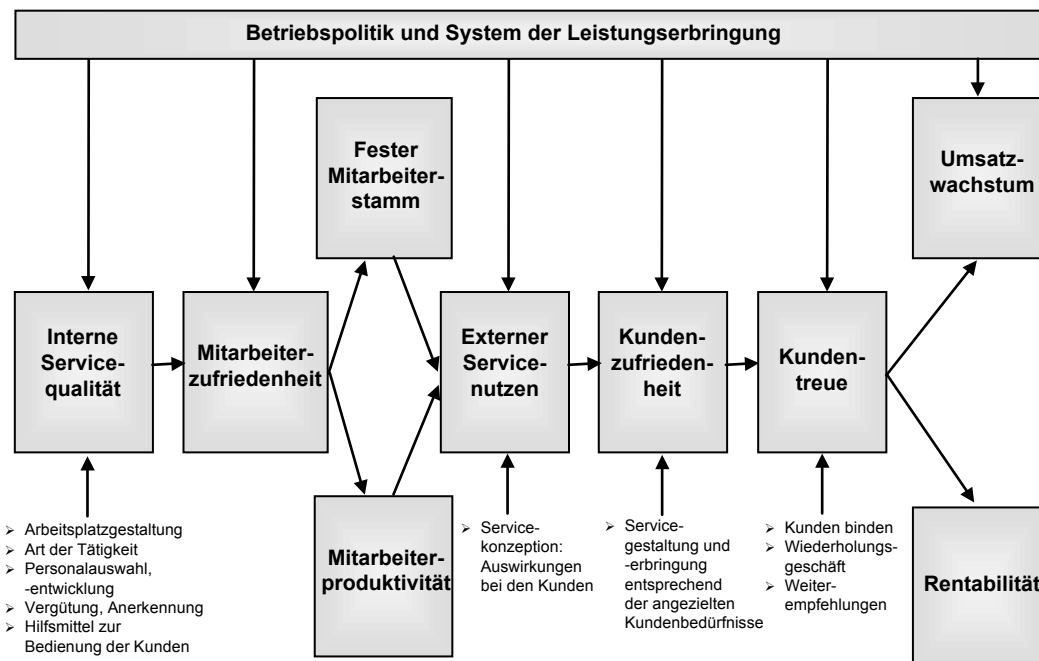 Betriebspolitik und System der Leistungserbringung
Fester
Mitarbeiter-
stamm
Umsatz-
wachstum
Interne
Service-
qualität
Mitarbeiter-
zufriedenheit
Externer
Service-
nutzen
Kunden-
zufrieden-
heit
Kunden-
treue
Mitarbeiter-
produktivität
Rentabilität
➢ Arbeitsplatzgestaltung
➢ Art der Tätigkeit
➢ Personalauswahl,
-entwicklung
➢ Vergütung, Anerkennung
➢ Hilfsmittel zur
Bedienung der Kunden
➢ Service-
konzeption:
Auswirkungen
bei den Kunden
➢ Service-
gestaltung und
-erbringung
entsprechend
der angezielten
Kundenbedürfnisse
➢ Kunden binden
➢ Wiederholungs-
geschäft
➢ Weiter-
empfehlungen